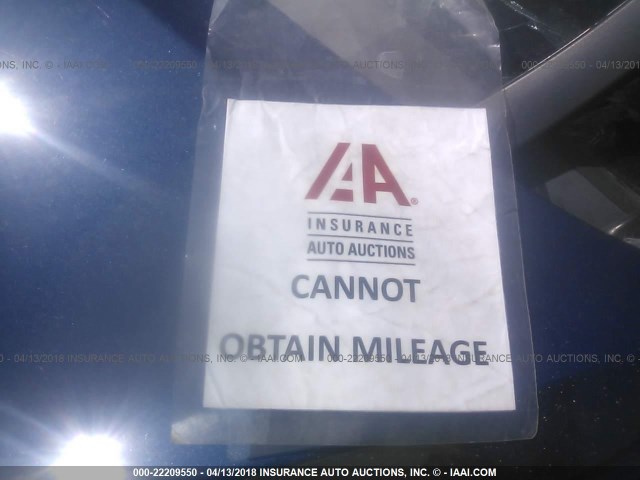 IAA®
INSURANCE
AUTO AUCTIONS
CANNOT
OBTAIN MILEAGE
000-22209550 - 04/13/2018 INSURANCE AUTO AUCTIONS, INC. © - IAAI.COM